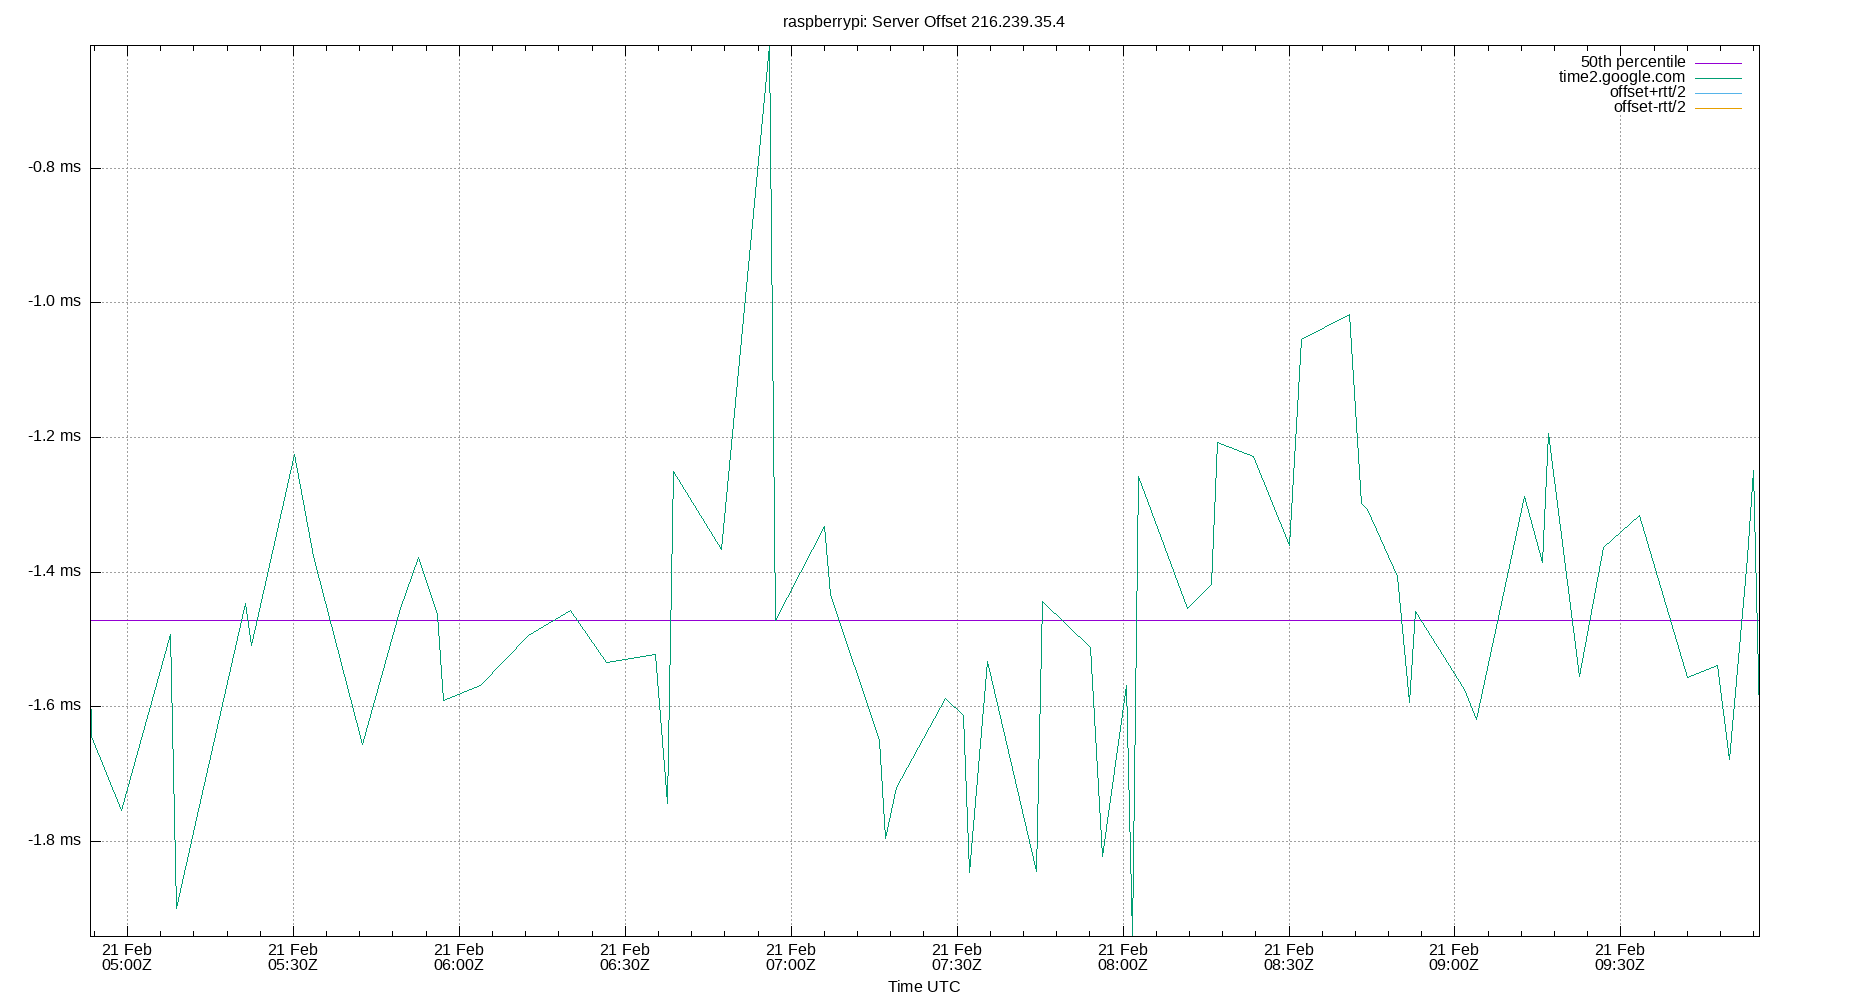 raspberrypi: Server Offset 216.239.35.4
50th percentile
time2.google.com
offset+rtt/2
offset-rtt/2
-0.8 ms
-1.0 ms
-1.2 ms
-1.4 ms
-1.6 ms
-1.8 ms
21 Feb 21 Feb 21 Feb 21 Feb 21 Feb 21 Feb 21 Feb 21 Feb 21 Feb 21 Feb
05:00Z 05:30Z 06:00Z 06:30Z 07:00Z 07:30Z 08:00Z 08:30Z 09:00Z 09:30Z
Time UTC